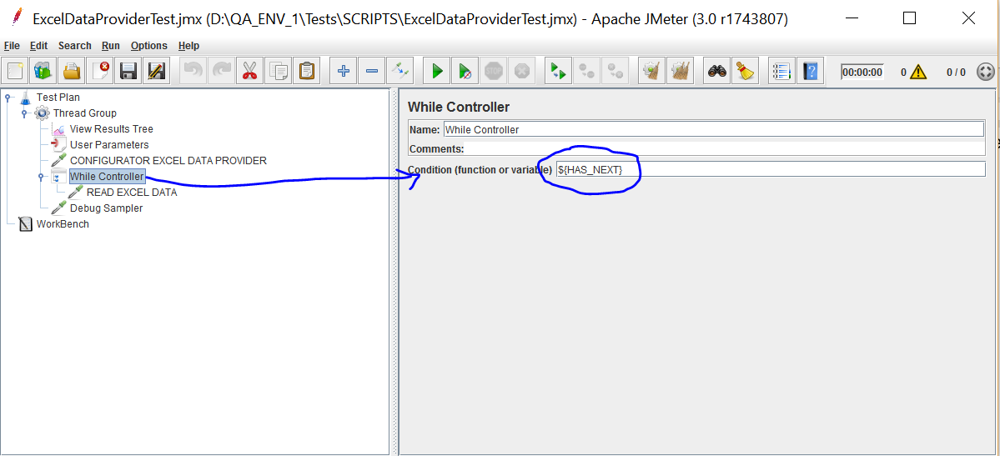 ExcelDataProviderTest.jmx (D:\QA_ENV_1\Tests\SCRIPTS\ExcelDataProviderTest.jmx) - Apache JMeter (3.0 r1743807)
File Edit Search Run Options Help
00:00:00 0 0 / 0
Test Plan
Thread Group
View Results Tree
User Parameters
CONFIGURATOR EXCEL DATA PROVIDER
While Controller
READ EXCEL DATA
Debug Sampler
WorkBench
While Controller
Name: While Controller
Comments:
Condition (function or variable) ${HAS_NEXT}